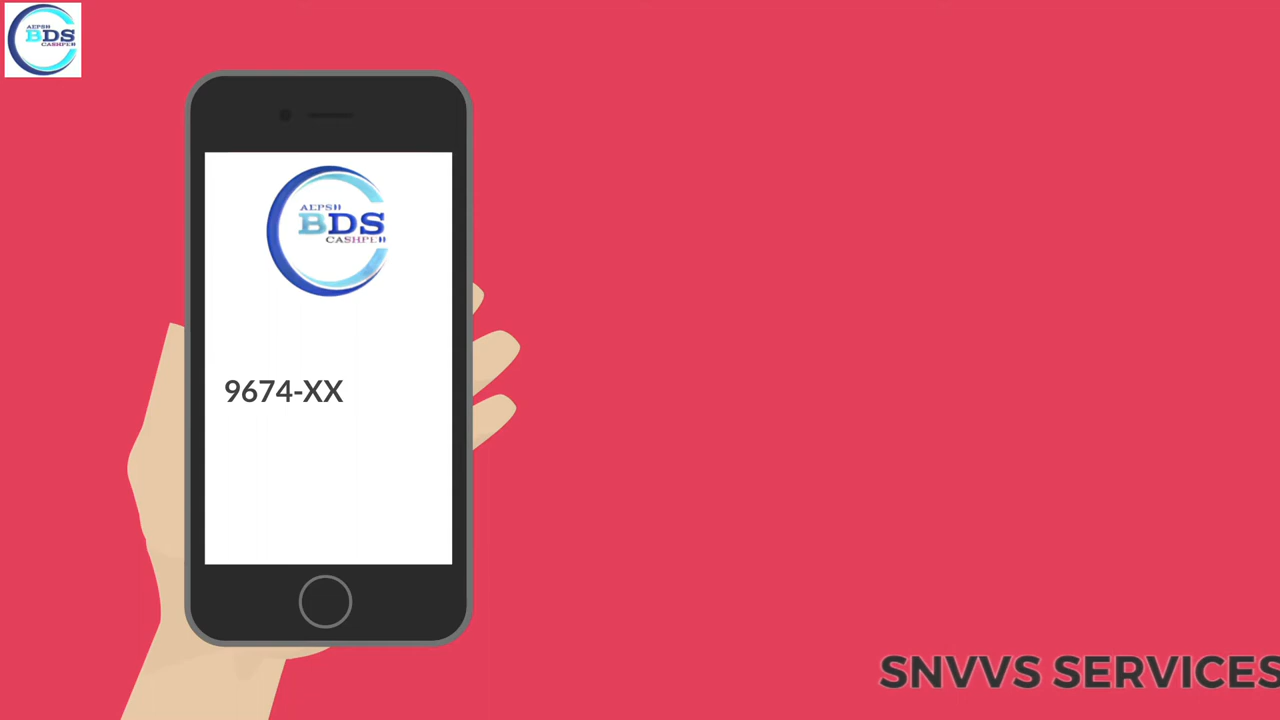 AEPSH
BDS
CASHPEH
AEPSH
BDS
CASHPEH
9674-XX
SNVVS SERVICES